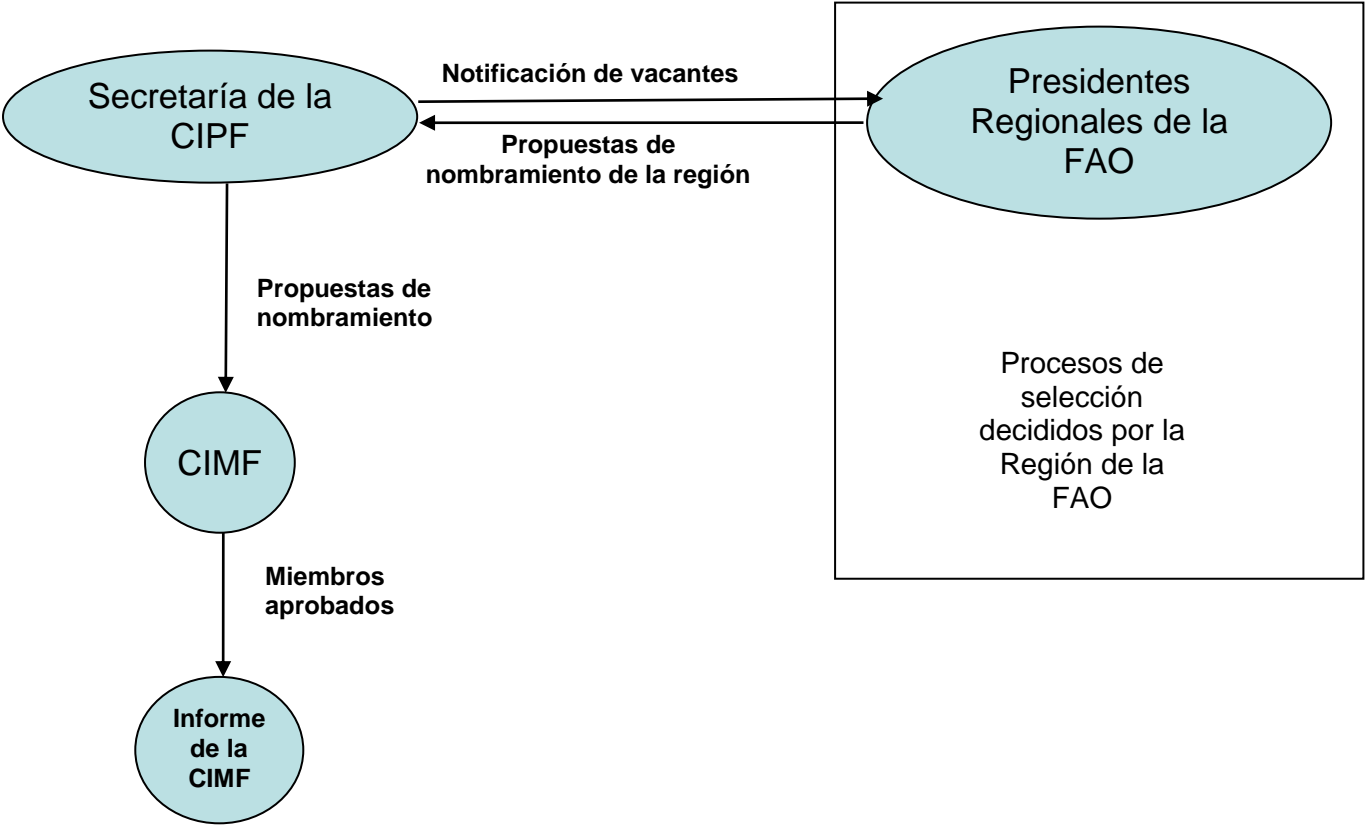 Secretaría de la
CIPF
Notificación de vacantes
Propuestas de
nombramiento de la región
Presidentes
Regionales de la
FAO
Propuestas de
nombramiento
Procesos de
selección
decididos por la
Región de la
FAO
CIMF
Miembros
aprobados
Informe
de la
CIMF